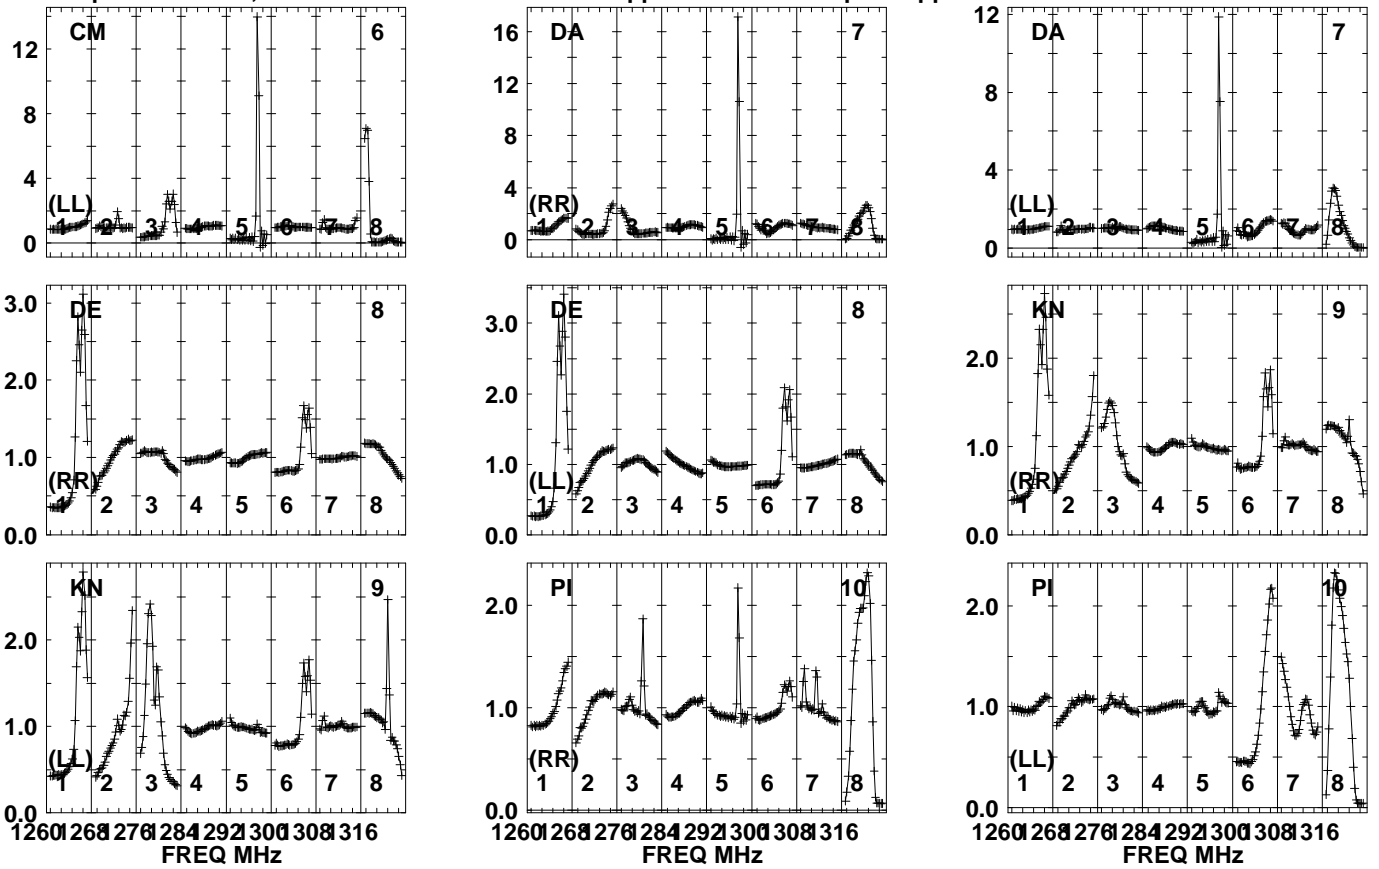 CM 6 DA 7 DA 7
16 12
12 12
8 8 8
4 4 4
(LL) (RR) (LL)
1 2 3 4 5 6 7 8 1 2 3 4 5 6 7 8 1 2 3 4 5 6 7 8
0 0 0
DE 8 DE 8 KN 9
3.0 3.0
2.0 2.0 2.0
1.0 1.0 1.0
(RR) (LL) (RR)
1 2 3 4 5 6 7 8 1 2 3 4 5 6 7 8 1 2 3 4 5 6 7 8
0.0 0.0 0.0
KN 9 PI 10 PI 10
2.0 2.0 2.0
1.0 1.0 1.0
(LL) (RR) (LL)
1 2 3 4 5 6 7 8 1 2 3 4 5 6 7 8 1 2 3 4 5 6 7 8
0.0 0.0 0.0
1260 1268 1276 1284 1292 1300 1308 1316 1260 1268 1276 1284 1292 1300 1308 1316 1260 1268 1276 1284 1292 1300 1308 1316
FREQ MHz FREQ MHz FREQ MHz